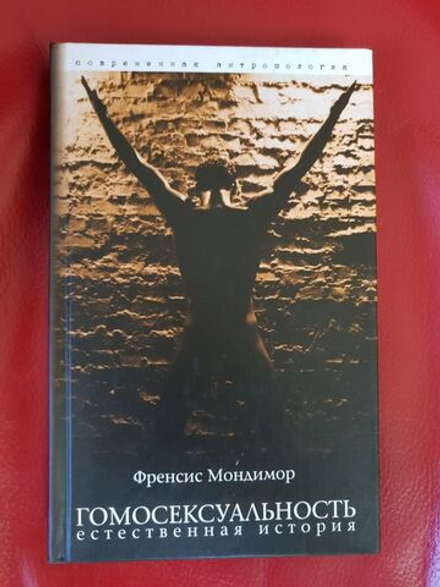 современная антропология
Френсис Мондимор
ГОМОСЕКСУАЛЬНОСТЬ
естественная история